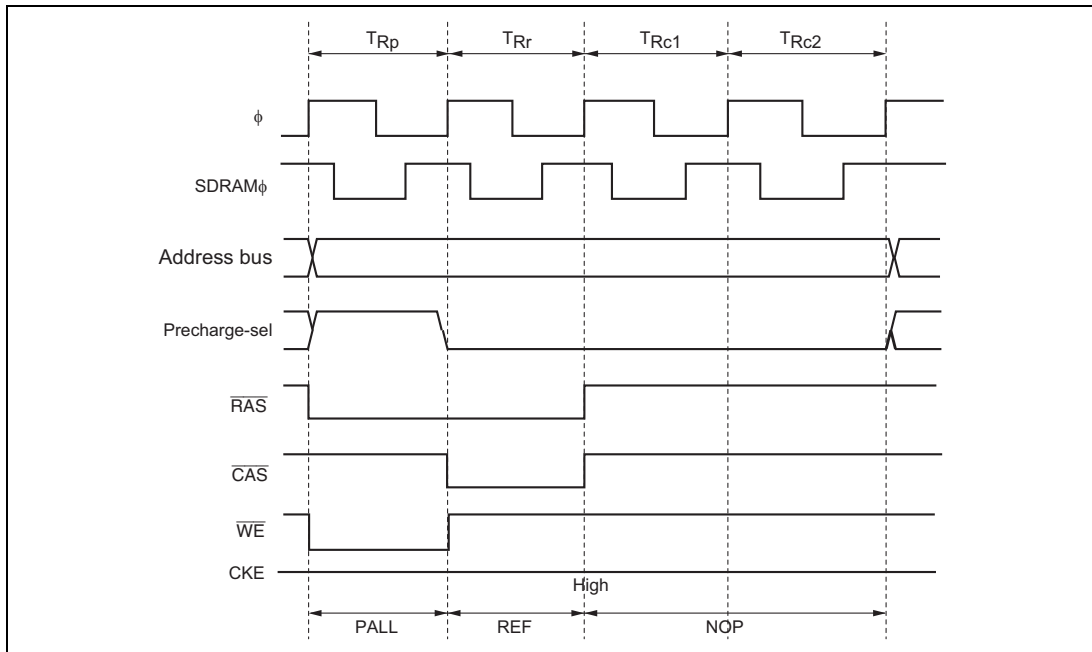 TRp TRr TRc1 TRc2
ϕ
SDRAMϕ
Address bus
Precharge-sel
RAS
CAS
WE
CKE
High
PALL REF NOP